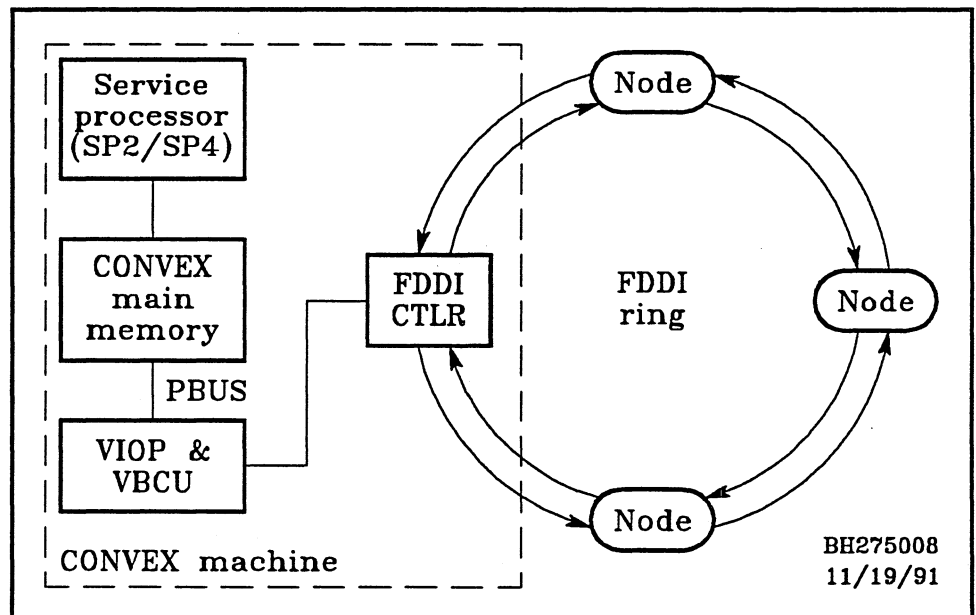 Service
processor
(SP2/SP4)
CONVEX
main
memory
PBUS
VIOP &
VBCU
CONVEX machine
FDDI
CTLR
FDDI
ring
Node
Node
Node
BH275008
11/19/91